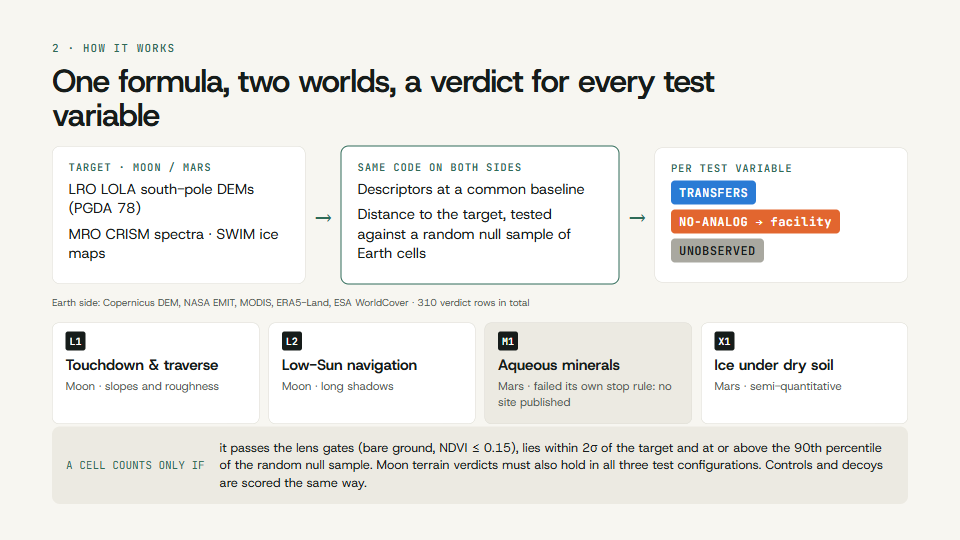 2 · HOW IT WORKS
One formula, two worlds, a verdict for every test
variable
TARGET · MOON / MARS
LRO LOLA south-pole DEMs
(PGDA 78)
MRO CRISM spectra · SWIM ice
maps
→
SAME CODE ON BOTH SIDES
Descriptors at a common baseline
Distance to the target, tested
against a random null sample of
Earth cells
→
PER TEST VARIABLE
TRANSFERS
NO-ANALOG → facility
UNOBSERVED
Earth side: Copernicus DEM, NASA EMIT, MODIS, ERA5-Land, ESA WorldCover · 310 verdict rows in total
L1
Touchdown & traverse
Moon · slopes and roughness
L2
Low-Sun navigation
Moon · long shadows
M1
Aqueous minerals
Mars · failed its own stop rule: no
site published
X1
Ice under dry soil
Mars · semi-quantitative
A CELL COUNTS ONLY IF
it passes the lens gates (bare ground, NDVI ≤ 0.15), lies within 2σ of the target and at or above the 90th percentile
of the random null sample. Moon terrain verdicts must also hold in all three test configurations. Controls and decoys
are scored the same way.